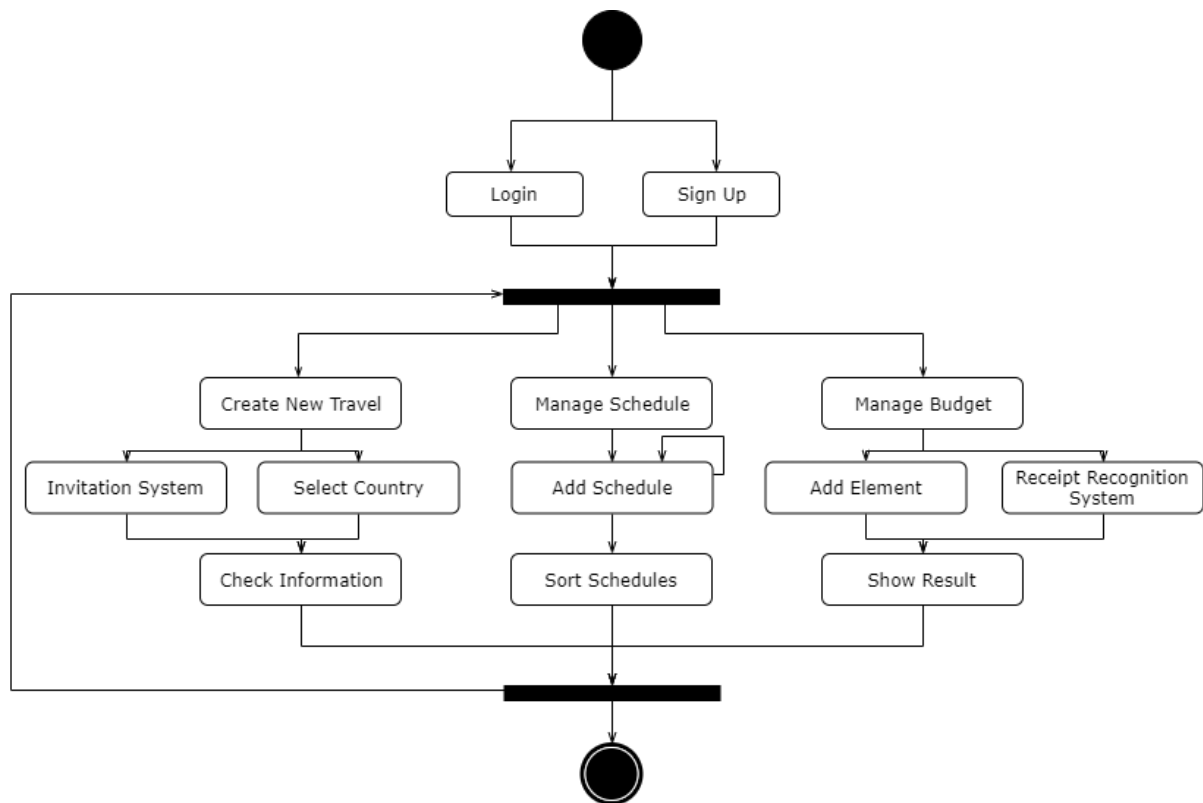 Login
Sign Up
Create New Travel
Manage Schedule
Manage Budget
Invitation System
Select Country
Add Schedule
Add Element
Receipt Recognition
System
Check Information
Sort Schedules
Show Result